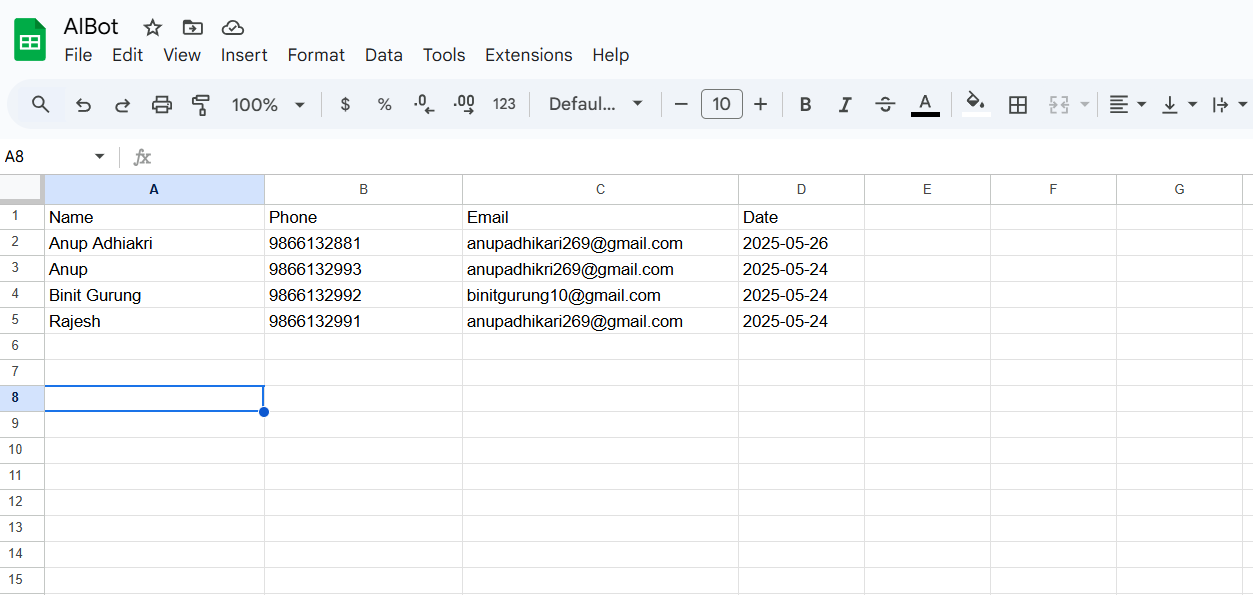 AIBot
File Edit View Insert Format Data Tools Extensions Help
100% $ % .0 .00 123 Defaul... 10 B I S A
A8 fx
A B C D E F G
1 Name Phone Email Date
2 Anup Adhiakri 9866132881 anupadhikari269@gmail.com 2025-05-26
3 Anup 9866132993 anupadhikri269@gmail.com 2025-05-24
4 Binit Gurung 9866132992 binitgurung10@gmail.com 2025-05-24
5 Rajesh 9866132991 anupadhikari269@gmail.com 2025-05-24
6
7
8
9
10
11
12
13
14
15